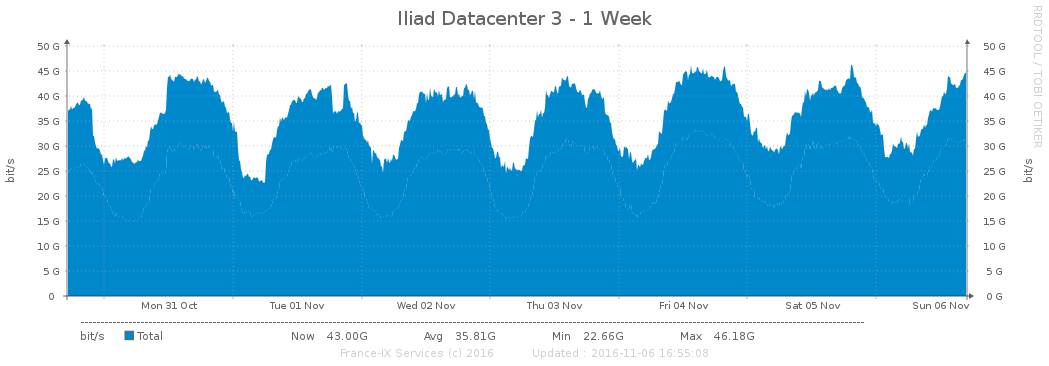 Iliad Datacenter 3 - 1 Week
RRDTOOL / TOBI OETIKER
50 G 50 G
45 G 45 G
40 G 40 G
35 G 35 G
30 G 30 G
25 G 25 G
20 G 20 G
15 G 15 G
10 G 10 G
5 G 5 G
0 0 G
bit/s bit/s
Mon 31 Oct Tue 01 Nov Wed 02 Nov Thu 03 Nov Fri 04 Nov Sat 05 Nov Sun 06 Nov
bit/s Total Now 43.00G Avg 35.81G Min 22.66G Max 46.18G
France-IX Services (c) 2016 Updated : 2016-11-06 16:55:08